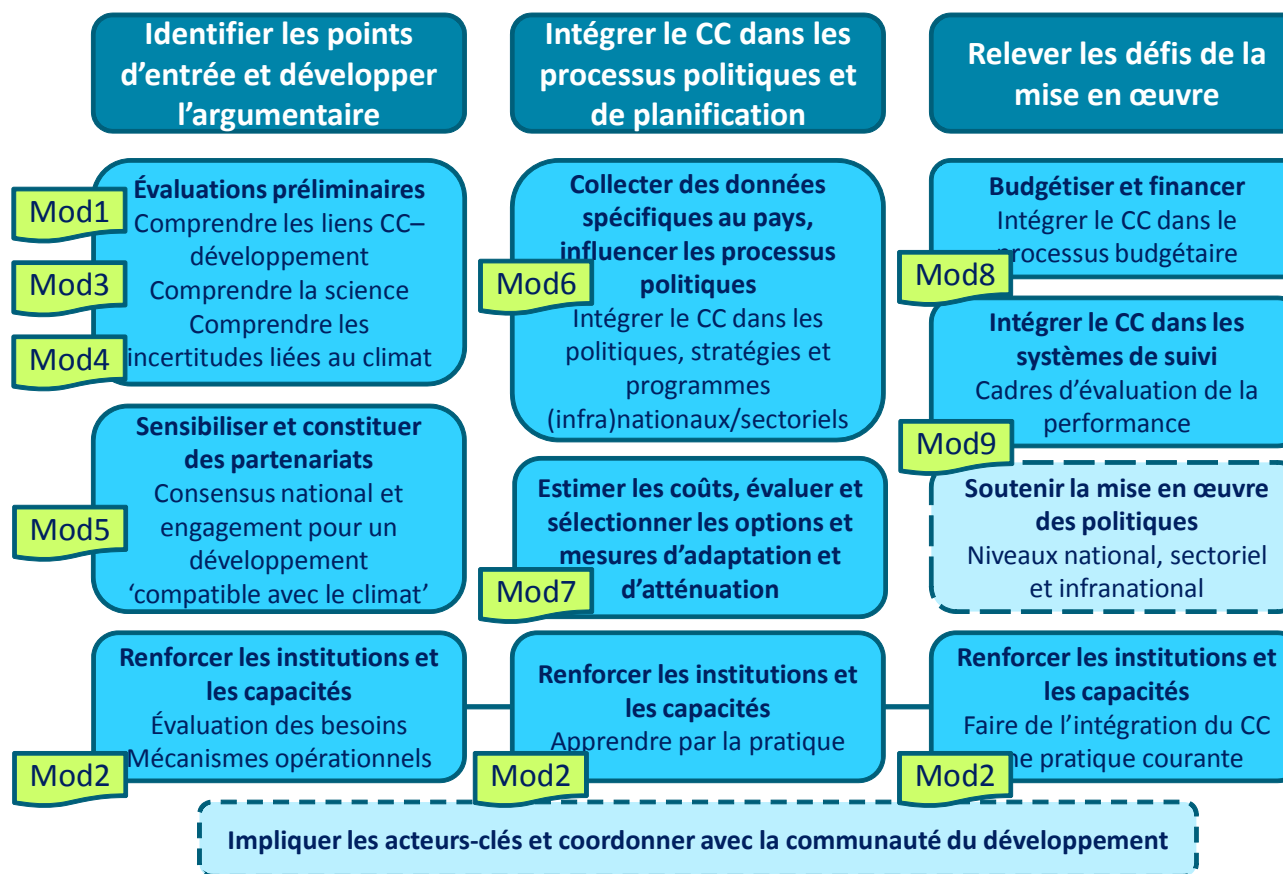 Identifier les points
d'entrée et développer
l'argumentaire
Intégrer le CC dans les
processus politiques et
de planification
Relever les défis de la
mise en œuvre
Évaluations préliminaires
Comprendre les liens CC–
développement
Comprendre la science
Comprendre les
incertitudes liées au climat
Mod1
Mod3
Mod4
Sensibiliser et constituer
des partenariats
Consensus national et
engagement pour un
développement
‘compatible avec le climat’
Mod5
Renforcer les institutions et
les capacités
Évaluation des besoins
Mécanismes opérationnels
Mod2
Collecter des données
spécifiques au pays,
influencer les processus
politiques
Intégrer le CC dans les
politiques, stratégies et
programmes
(infra)nationaux/sectoriels
Mod6
Estimer les coûts, évaluer et
sélectionner les options et
mesures d'adaptation et
d'atténuation
Mod7
Renforcer les institutions et
les capacités
Apprendre par la pratique
Mod2
Budgétiser et financer
Intégrer le CC dans le
processus budgétaire
Mod8
Intégrer le CC dans les
systèmes de suivi
Cadres d'évaluation de la
performance
Mod9
Soutenir la mise en œuvre
des politiques
Niveaux national, sectoriel
et infranational
Renforcer les institutions et
les capacités
Faire de l'intégration du CC
une pratique courante
Mod2
Impliquer les acteurs-clés et coordonner avec la communauté du développement